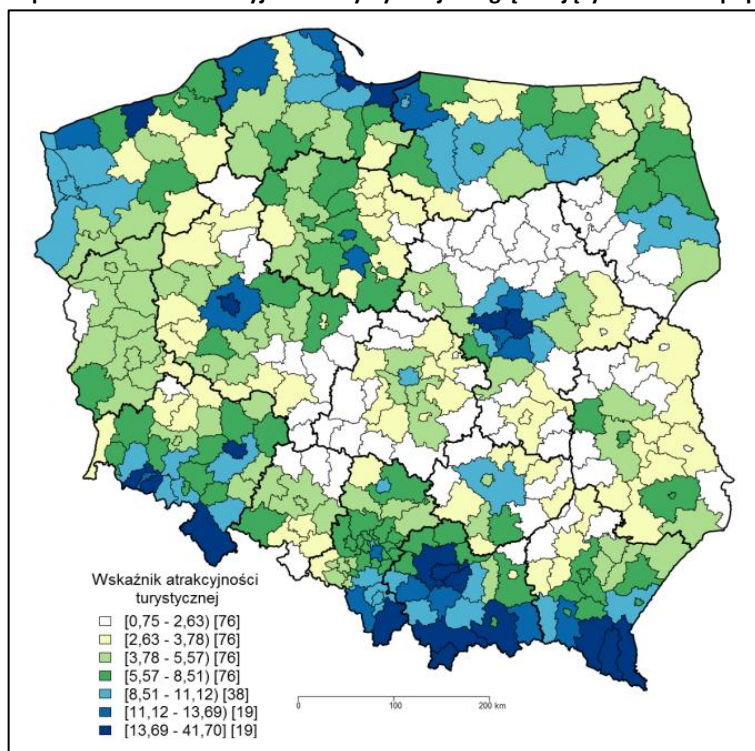 Wskaźnik atrakcyjności
turystycznej
[0,75 - 2,63) [76]
[2,63 - 3,78) [76]
[3,78 - 5,57) [76]
[5,57 - 8,51) [76]
[8,51 - 11,12) [38]
[11,12 - 13,69) [19]
[13,69 - 41,70] [19]
0 100 200 km